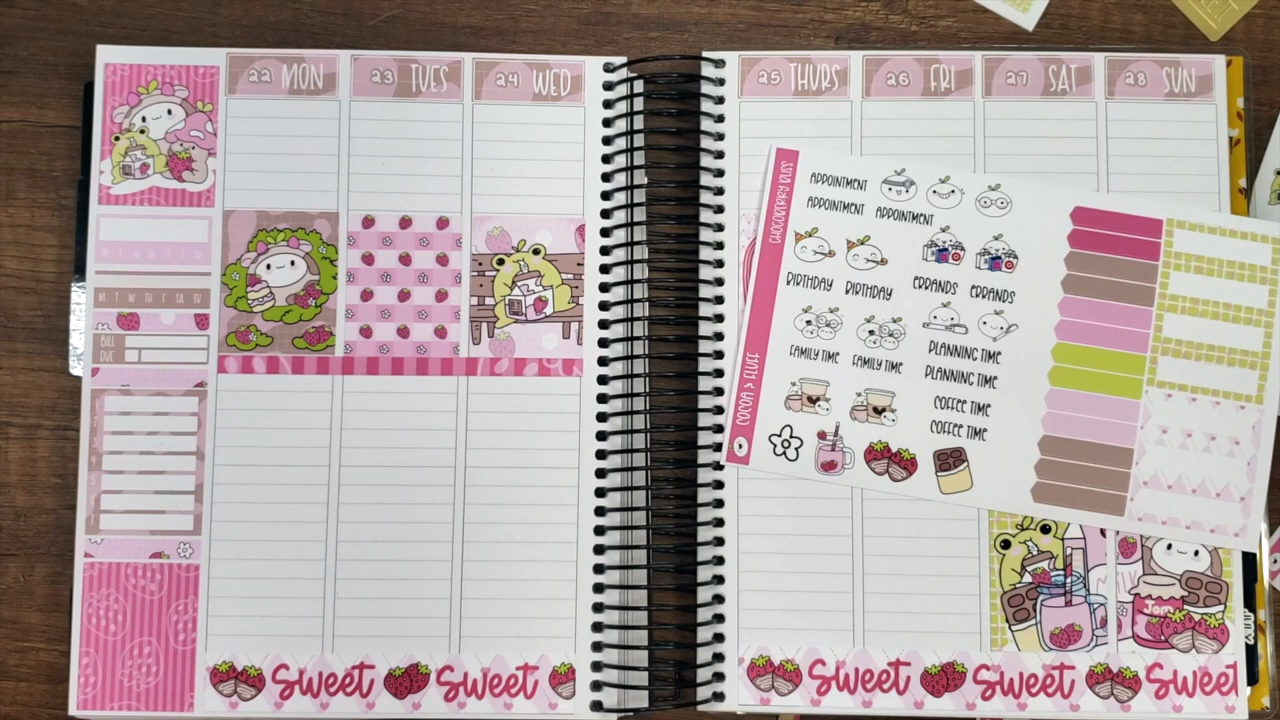 22 MON
23 TUES
24 WED
25 THURS
26 FRI
27 SAT
28 SUN
M T W TH F SA SU
BILL
DUE
Sweet Sweet
Sweet Sweet Sweet
CHOCOBERRY BLISS
COCOA & FLUFF
APPOINTMENT
APPOINTMENT APPOINTMENT
BIRTHDAY BIRTHDAY
ERRANDS ERRANDS
FAMILY TIME FAMILY TIME
PLANNING TIME
PLANNING TIME
COFFEE TIME
COFFEE TIME
Jam